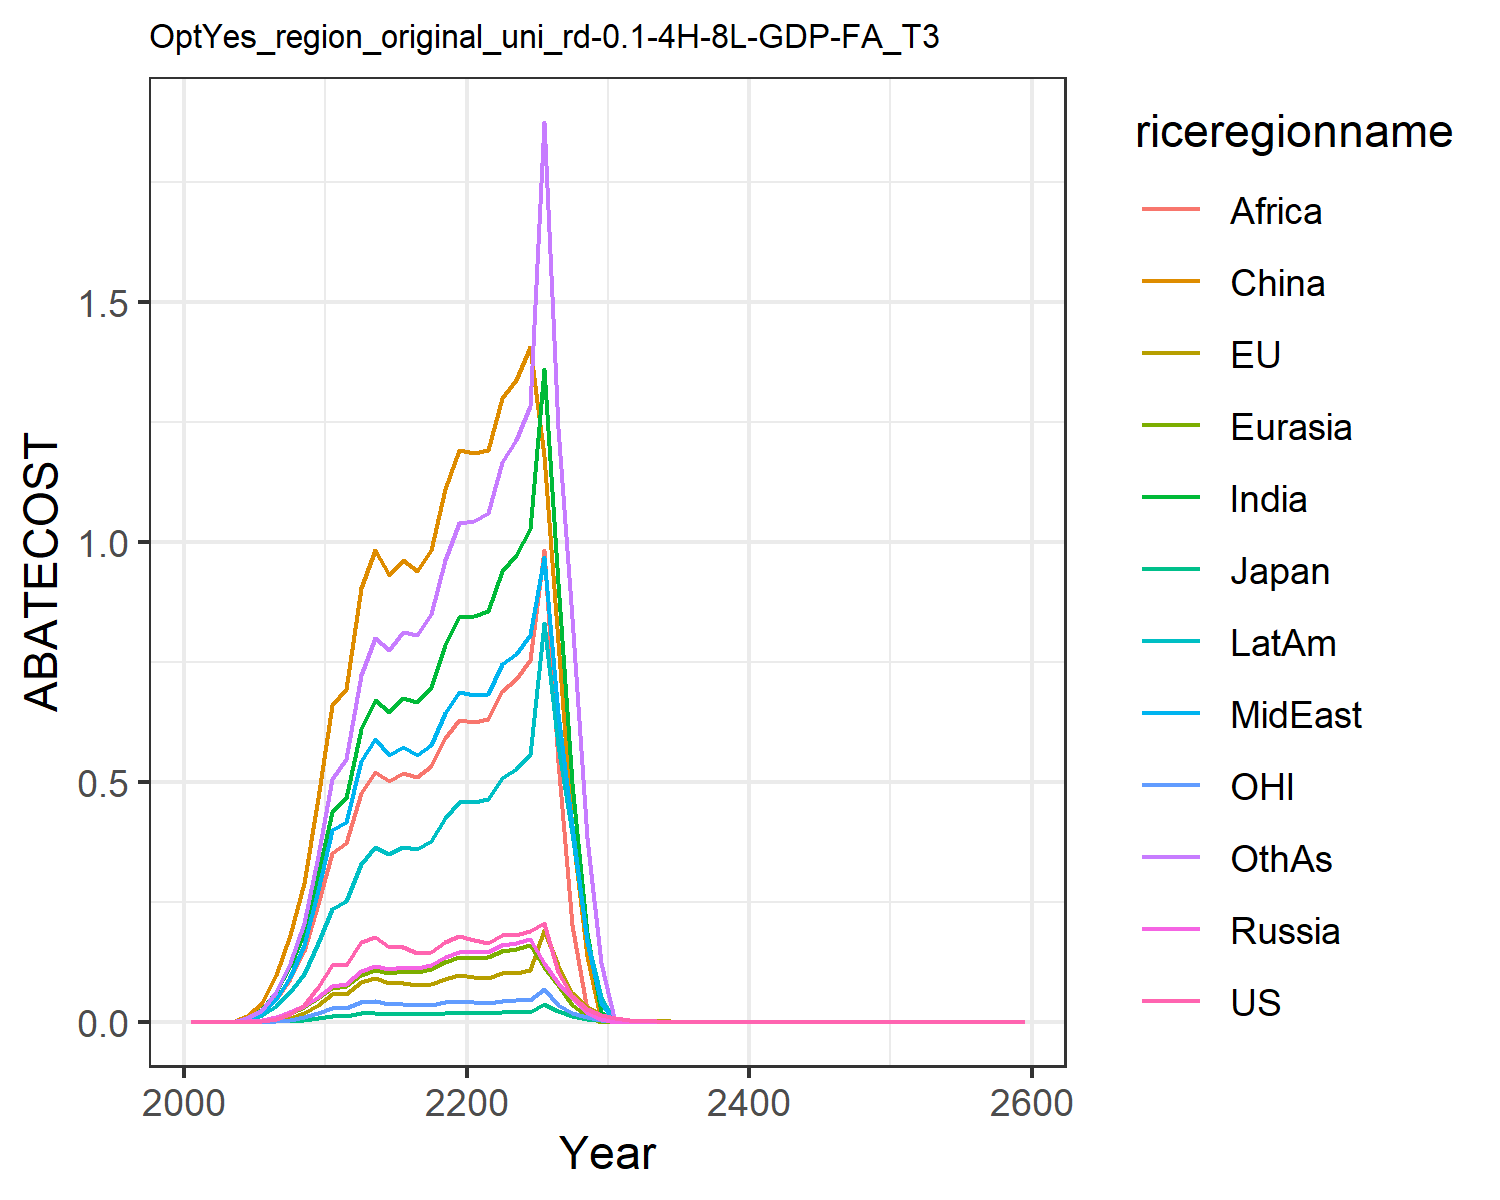 OptYes_region_original_uni_rd-0.1-4H-8L-GDP-FA_T3
ABATECOST
1.5
1.0
0.5
0.0
2000
2200
2400
2600
Year
riceregionname
Africa
China
EU
Eurasia
India
Japan
LatAm
MidEast
OHI
OthAs
Russia
US